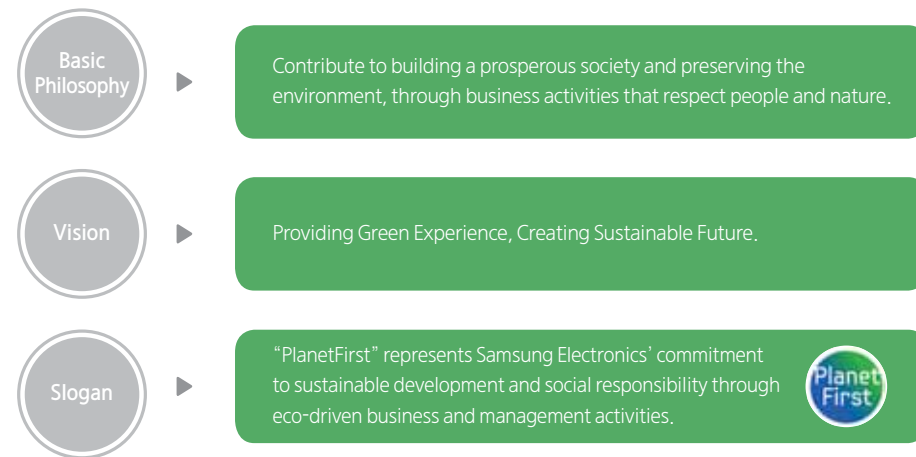 Basic
Philosophy
Contribute to building a prosperous society and preserving the
environment, through business activities that respect people and nature.
Vision
Providing Green Experience, Creating Sustainable Future.
Slogan
“PlanetFirst” represents Samsung Electronics’ commitment
to sustainable development and social responsibility through
eco-driven business and management activities.
Planet
First